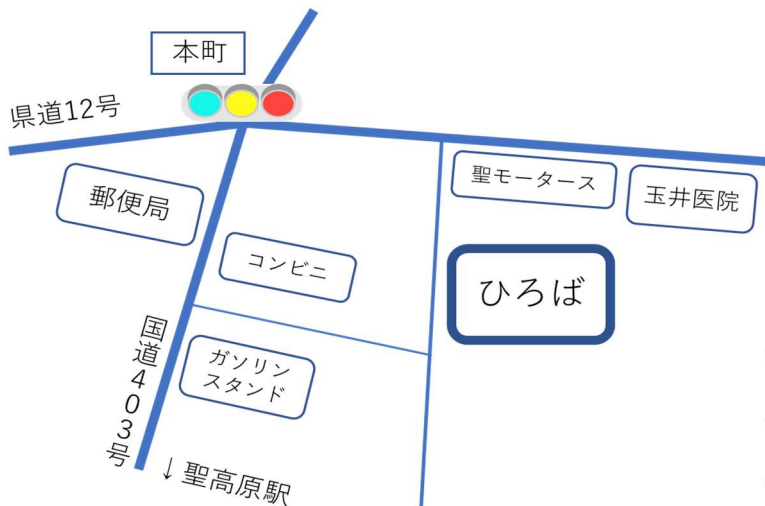 本町
県道12号
郵便局
聖モータース
玉井医院
コンビニ
ひろば
ガソリン
スタンド
国道403号
↓聖高原駅